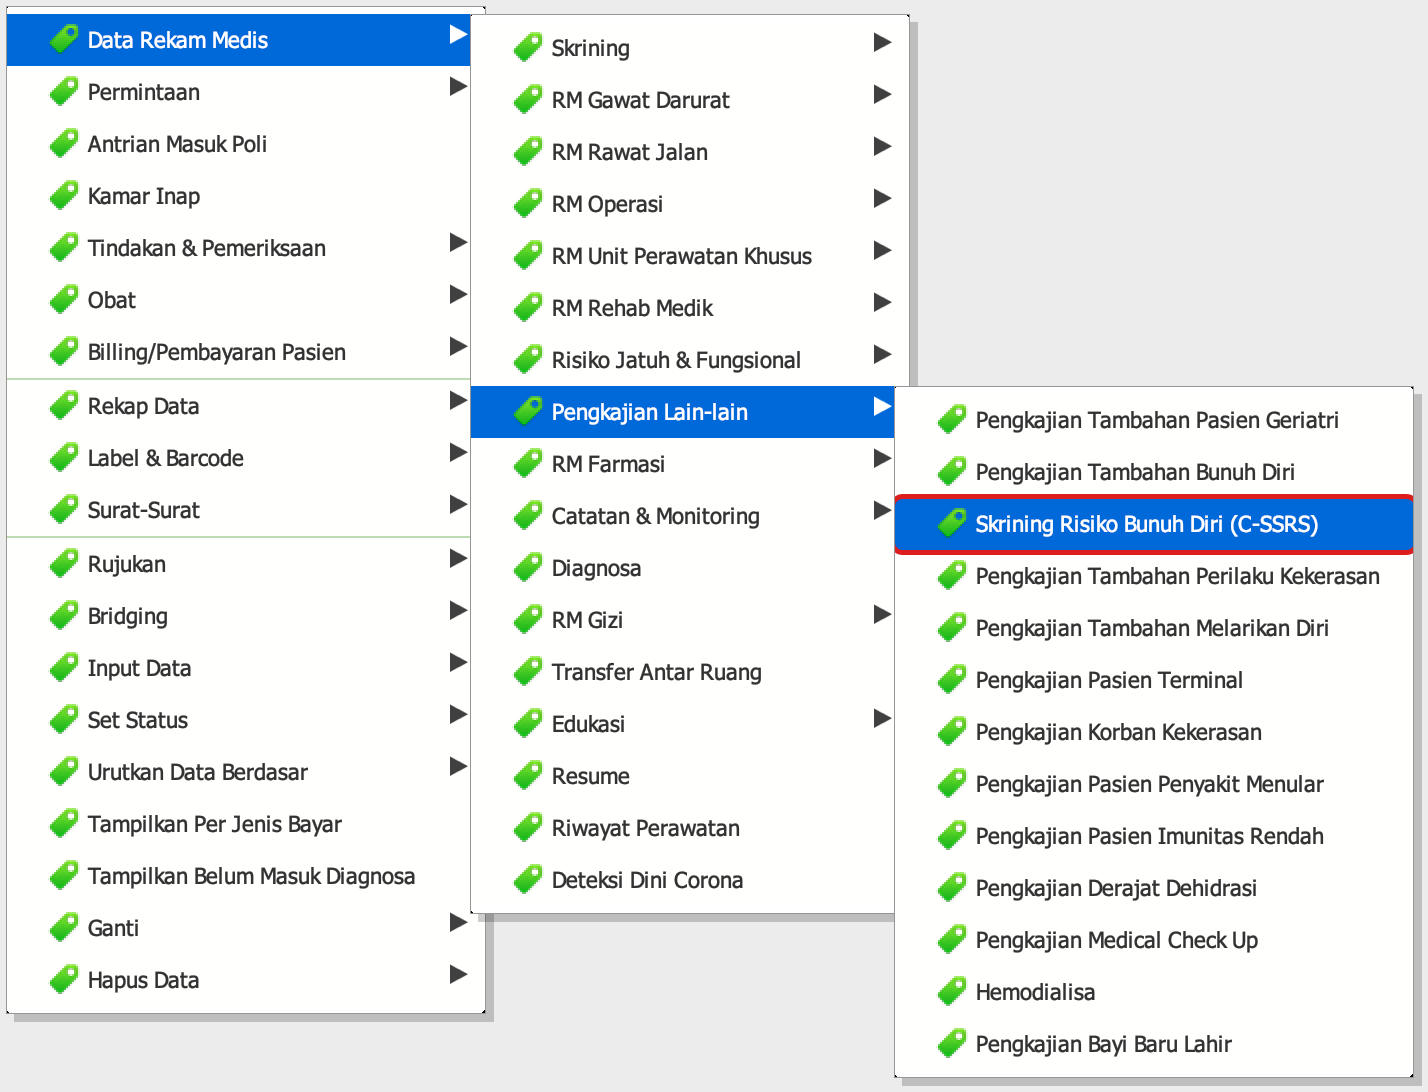 Data Rekam Medis
Permintaan
Antrian Masuk Poli
Kamar Inap
Tindakan & Pemeriksaan
Obat
Billing/Pembayaran Pasien
Rekap Data
Label & Barcode
Surat-Surat
Rujukan
Bridging
Input Data
Set Status
Urutkan Data Berdasar
Tampilkan Per Jenis Bayar
Tampilkan Belum Masuk Diagnosa
Ganti
Hapus Data
Skrining
RM Gawat Darurat
RM Rawat Jalan
RM Operasi
RM Unit Perawatan Khusus
RM Rehab Medik
Risiko Jatuh & Fungsional
Pengkajian Lain-lain
RM Farmasi
Catatan & Monitoring
Diagnosa
RM Gizi
Transfer Antar Ruang
Edukasi
Resume
Riwayat Perawatan
Deteksi Dini Corona
Pengkajian Tambahan Pasien Geriatri
Pengkajian Tambahan Bunuh Diri
Skrining Risiko Bunuh Diri (C-SSRS)
Pengkajian Tambahan Perilaku Kekerasan
Pengkajian Tambahan Melarikan Diri
Pengkajian Pasien Terminal
Pengkajian Korban Kekerasan
Pengkajian Pasien Penyakit Menular
Pengkajian Pasien Imunitas Rendah
Pengkajian Derajat Dehidrasi
Pengkajian Medical Check Up
Hemodialisa
Pengkajian Bayi Baru Lahir